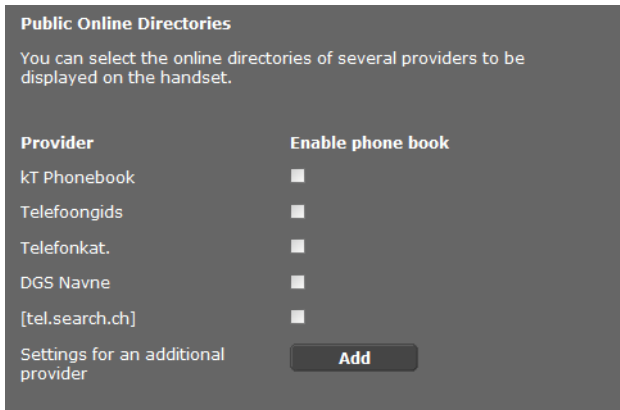 Public Online Directories
You can select the online directories of several providers to be
displayed on the handset.
Provider Enable phone book
kT Phonebook
Telefoongids
Telefonkat.
DGS Navne
[tel.search.ch]
Settings for an additional
provider
Add